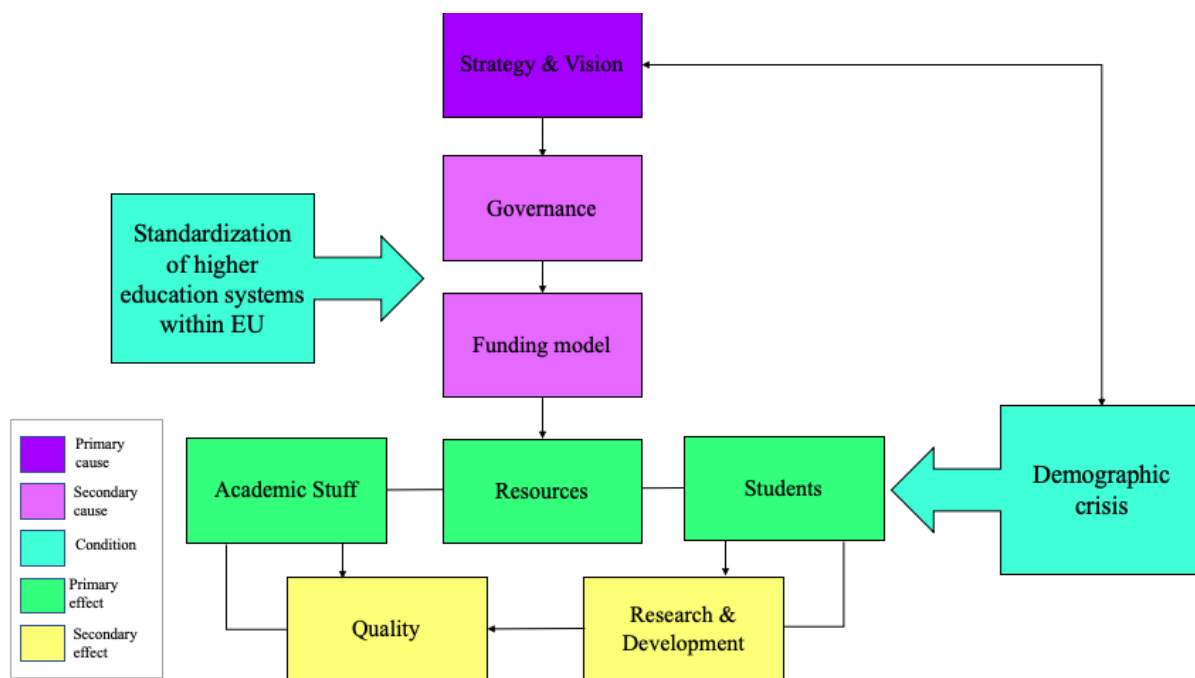 Strategy & Vision
Governance
Standardization
of higher
education systems
within EU
Funding model
Primary
cause
Secondary
cause
Condition
Primary
effect
Secondary
effect
Academic Stuff
Resources
Students
Demographic
crisis
Quality
Research &
Development